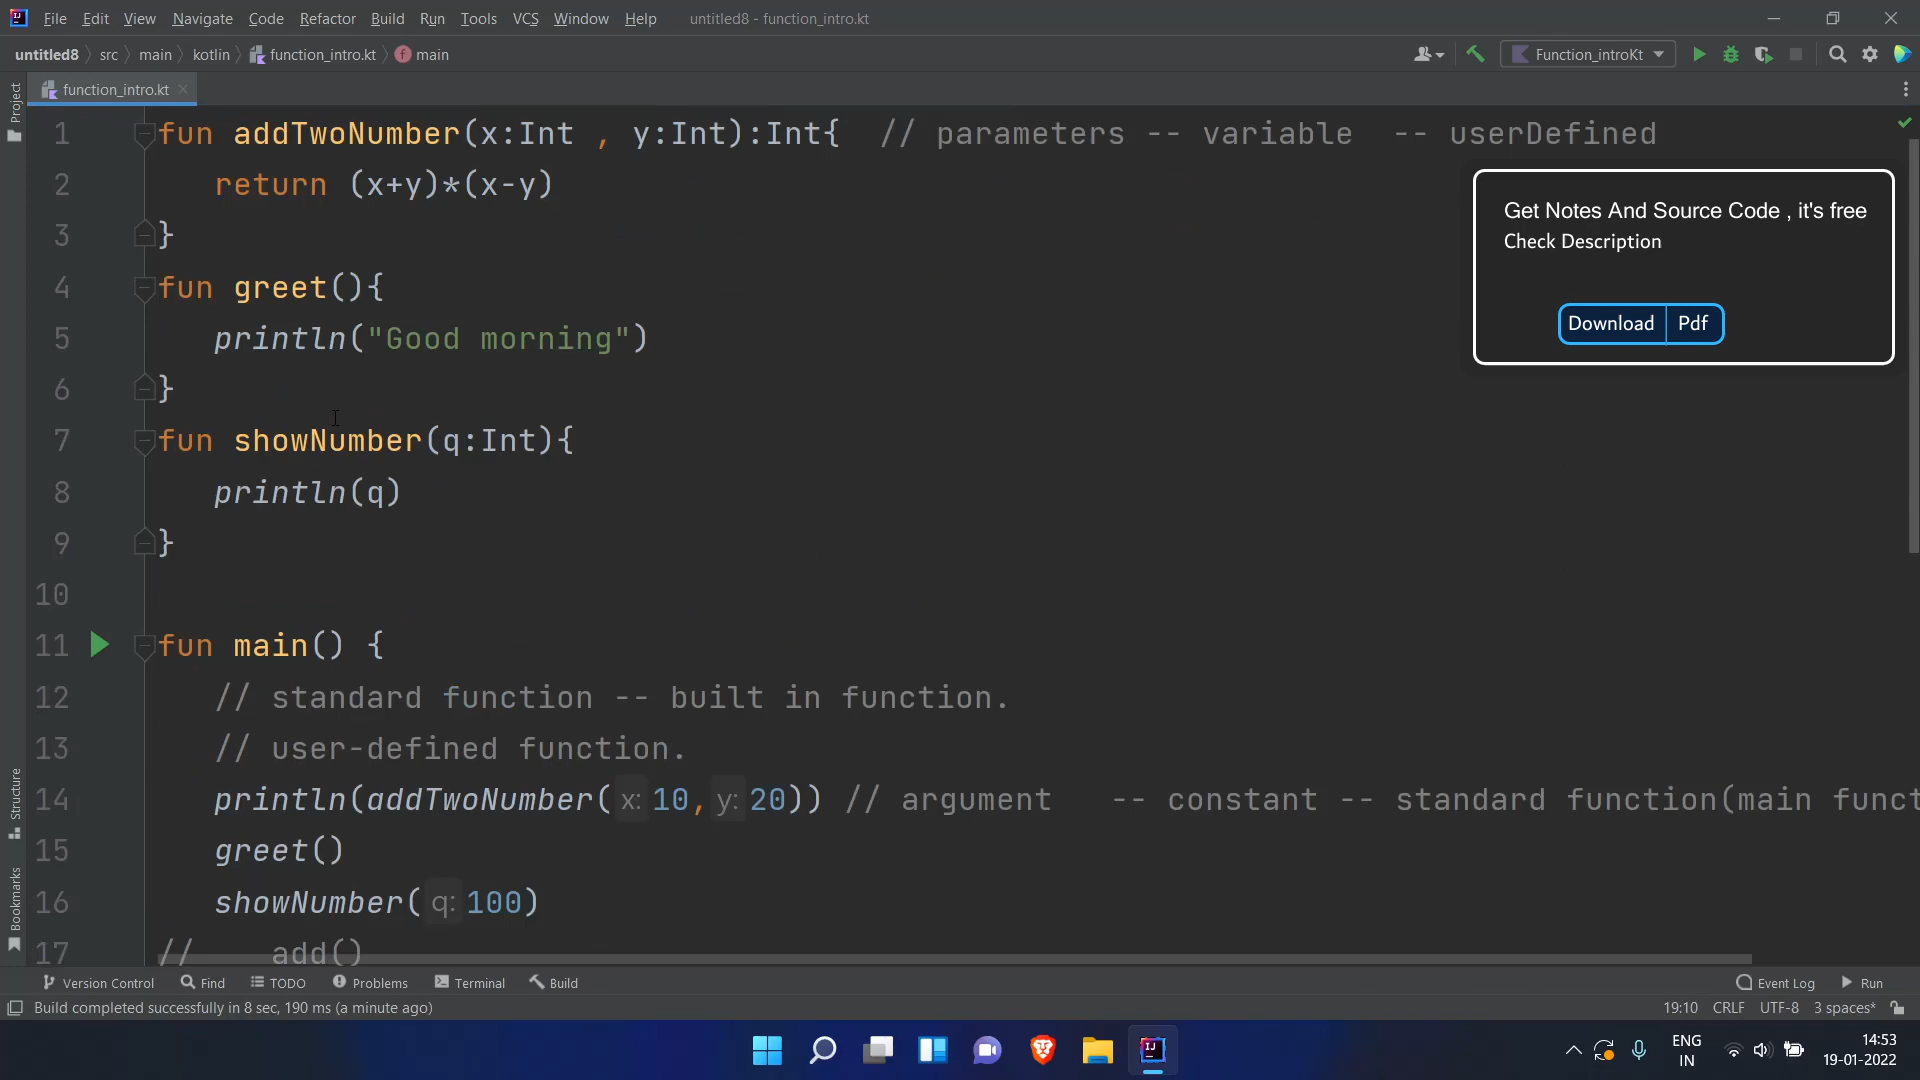 File Edit View Navigate Code Refactor Build Run Tools VCS Window Help untitled8 - function_intro.kt
untitled8 src main kotlin function_intro.kt main Function_introKt
function_intro.kt
Project
1 fun addTwoNumber(x:Int , y:Int):Int{ // parameters -- variable -- userDefined
2 return (x+y)*(x-y)
3 }
4 fun greet(){
5 println("Good morning")
6 }
7 fun showNumber(q:Int){
8 println(q)
9 }
10
11 fun main() {
12 // standard function -- built in function.
13 // user-defined function.
14 println(addTwoNumber( x: 10, y: 20)) // argument -- constant -- standard function(main funct
15 greet()
16 showNumber( q: 100)
17 // add()
Get Notes And Source Code , it's free
Check Description
Download Pdf
Structure
Bookmarks
Version Control Find TODO Problems Terminal Build Event Log Run
Build completed successfully in 8 sec, 190 ms (a minute ago) 19:10 CRLF UTF-8 3 spaces*
ENG
IN
14:53
19-01-2022